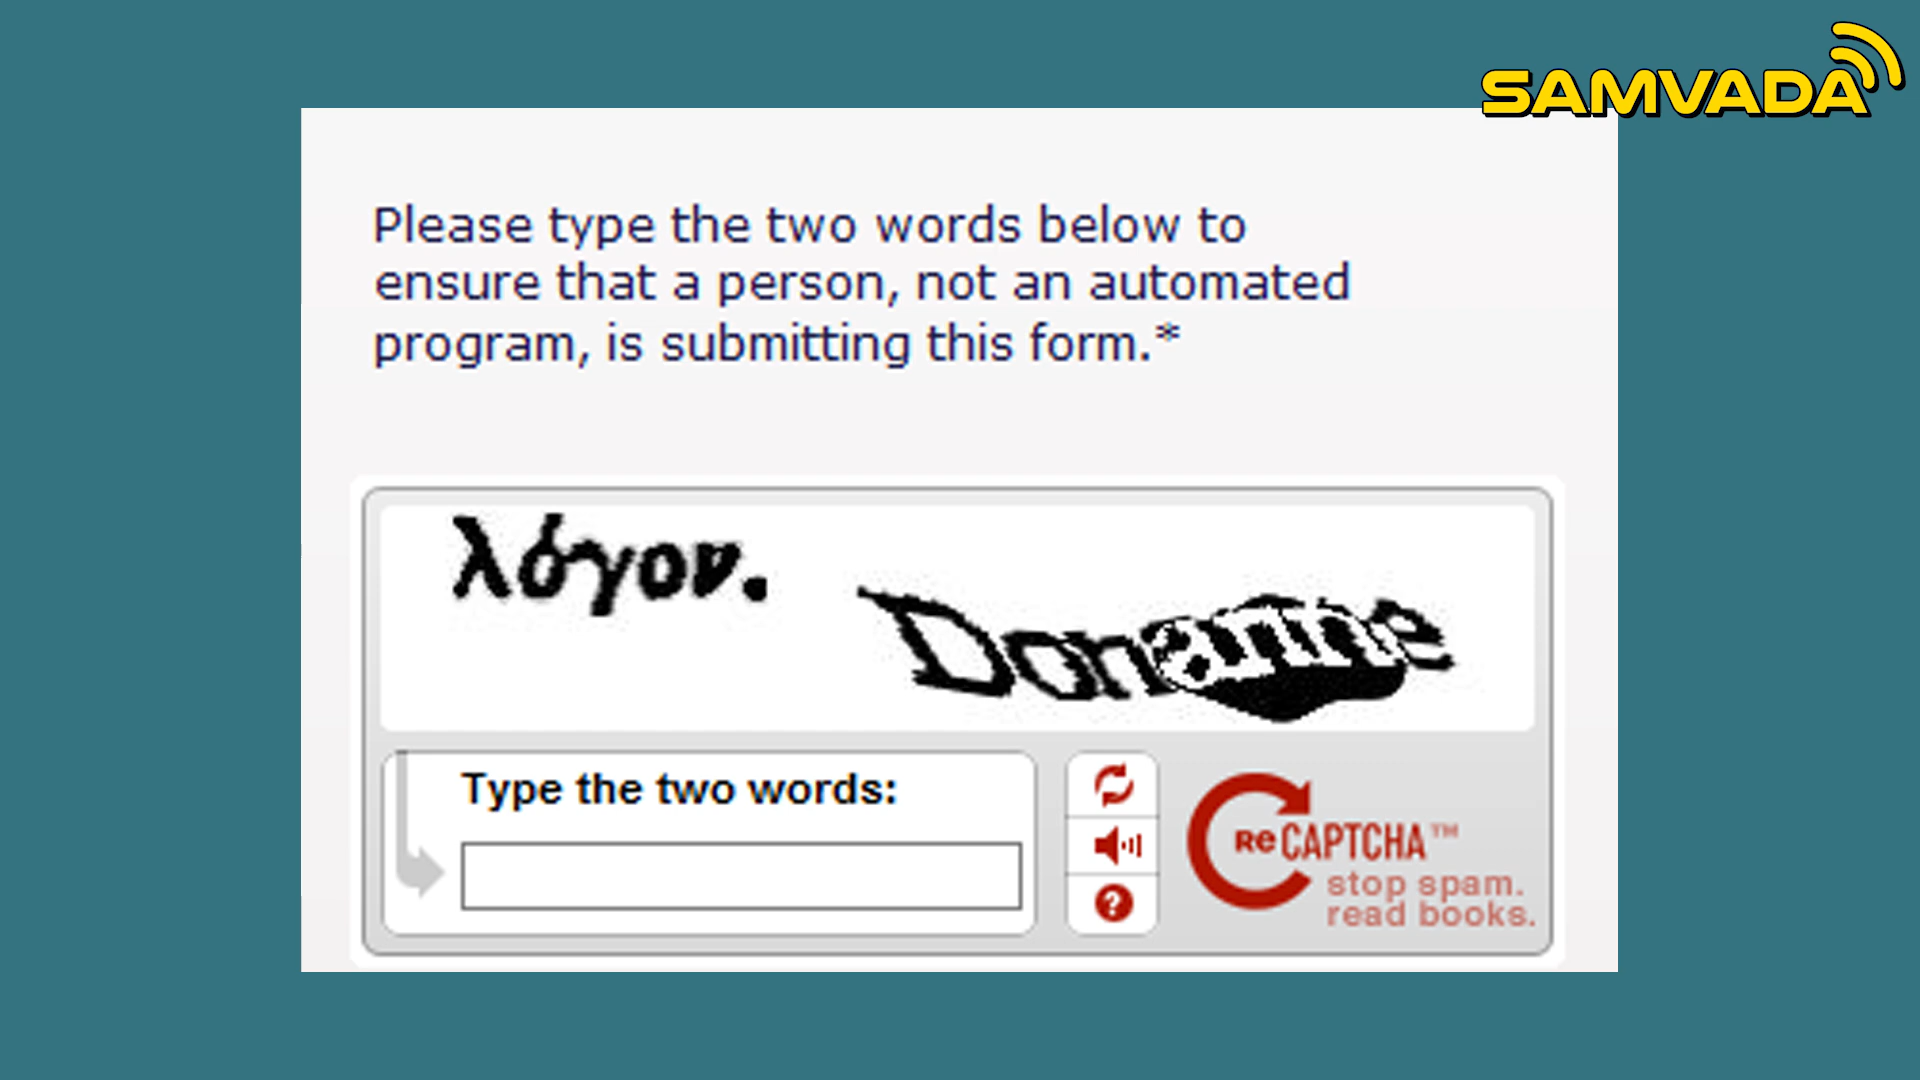 SAMVADA
Please type the two words below to
ensure that a person, not an automated
program, is submitting this form.*
λόγον.
Type the two words:
reCAPTCHA™
stop spam.
read books.